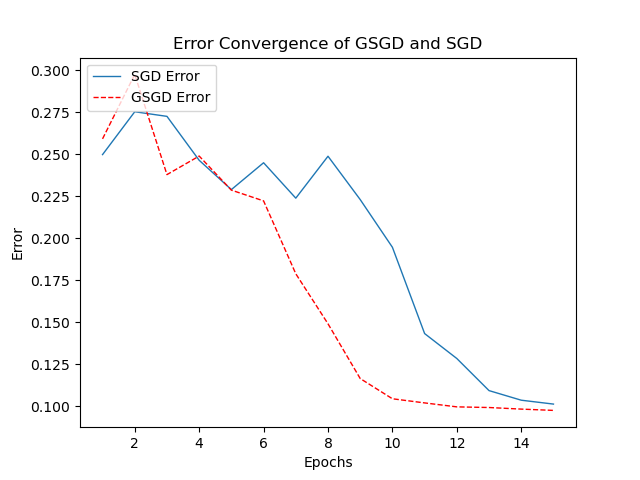 Error Convergence of GSGD and SGD
SGD Error
GSGD Error
0.300
0.275
0.250
0.225
0.200
0.175
0.150
0.125
0.100
Error
2 4 6 8 10 12 14
Epochs